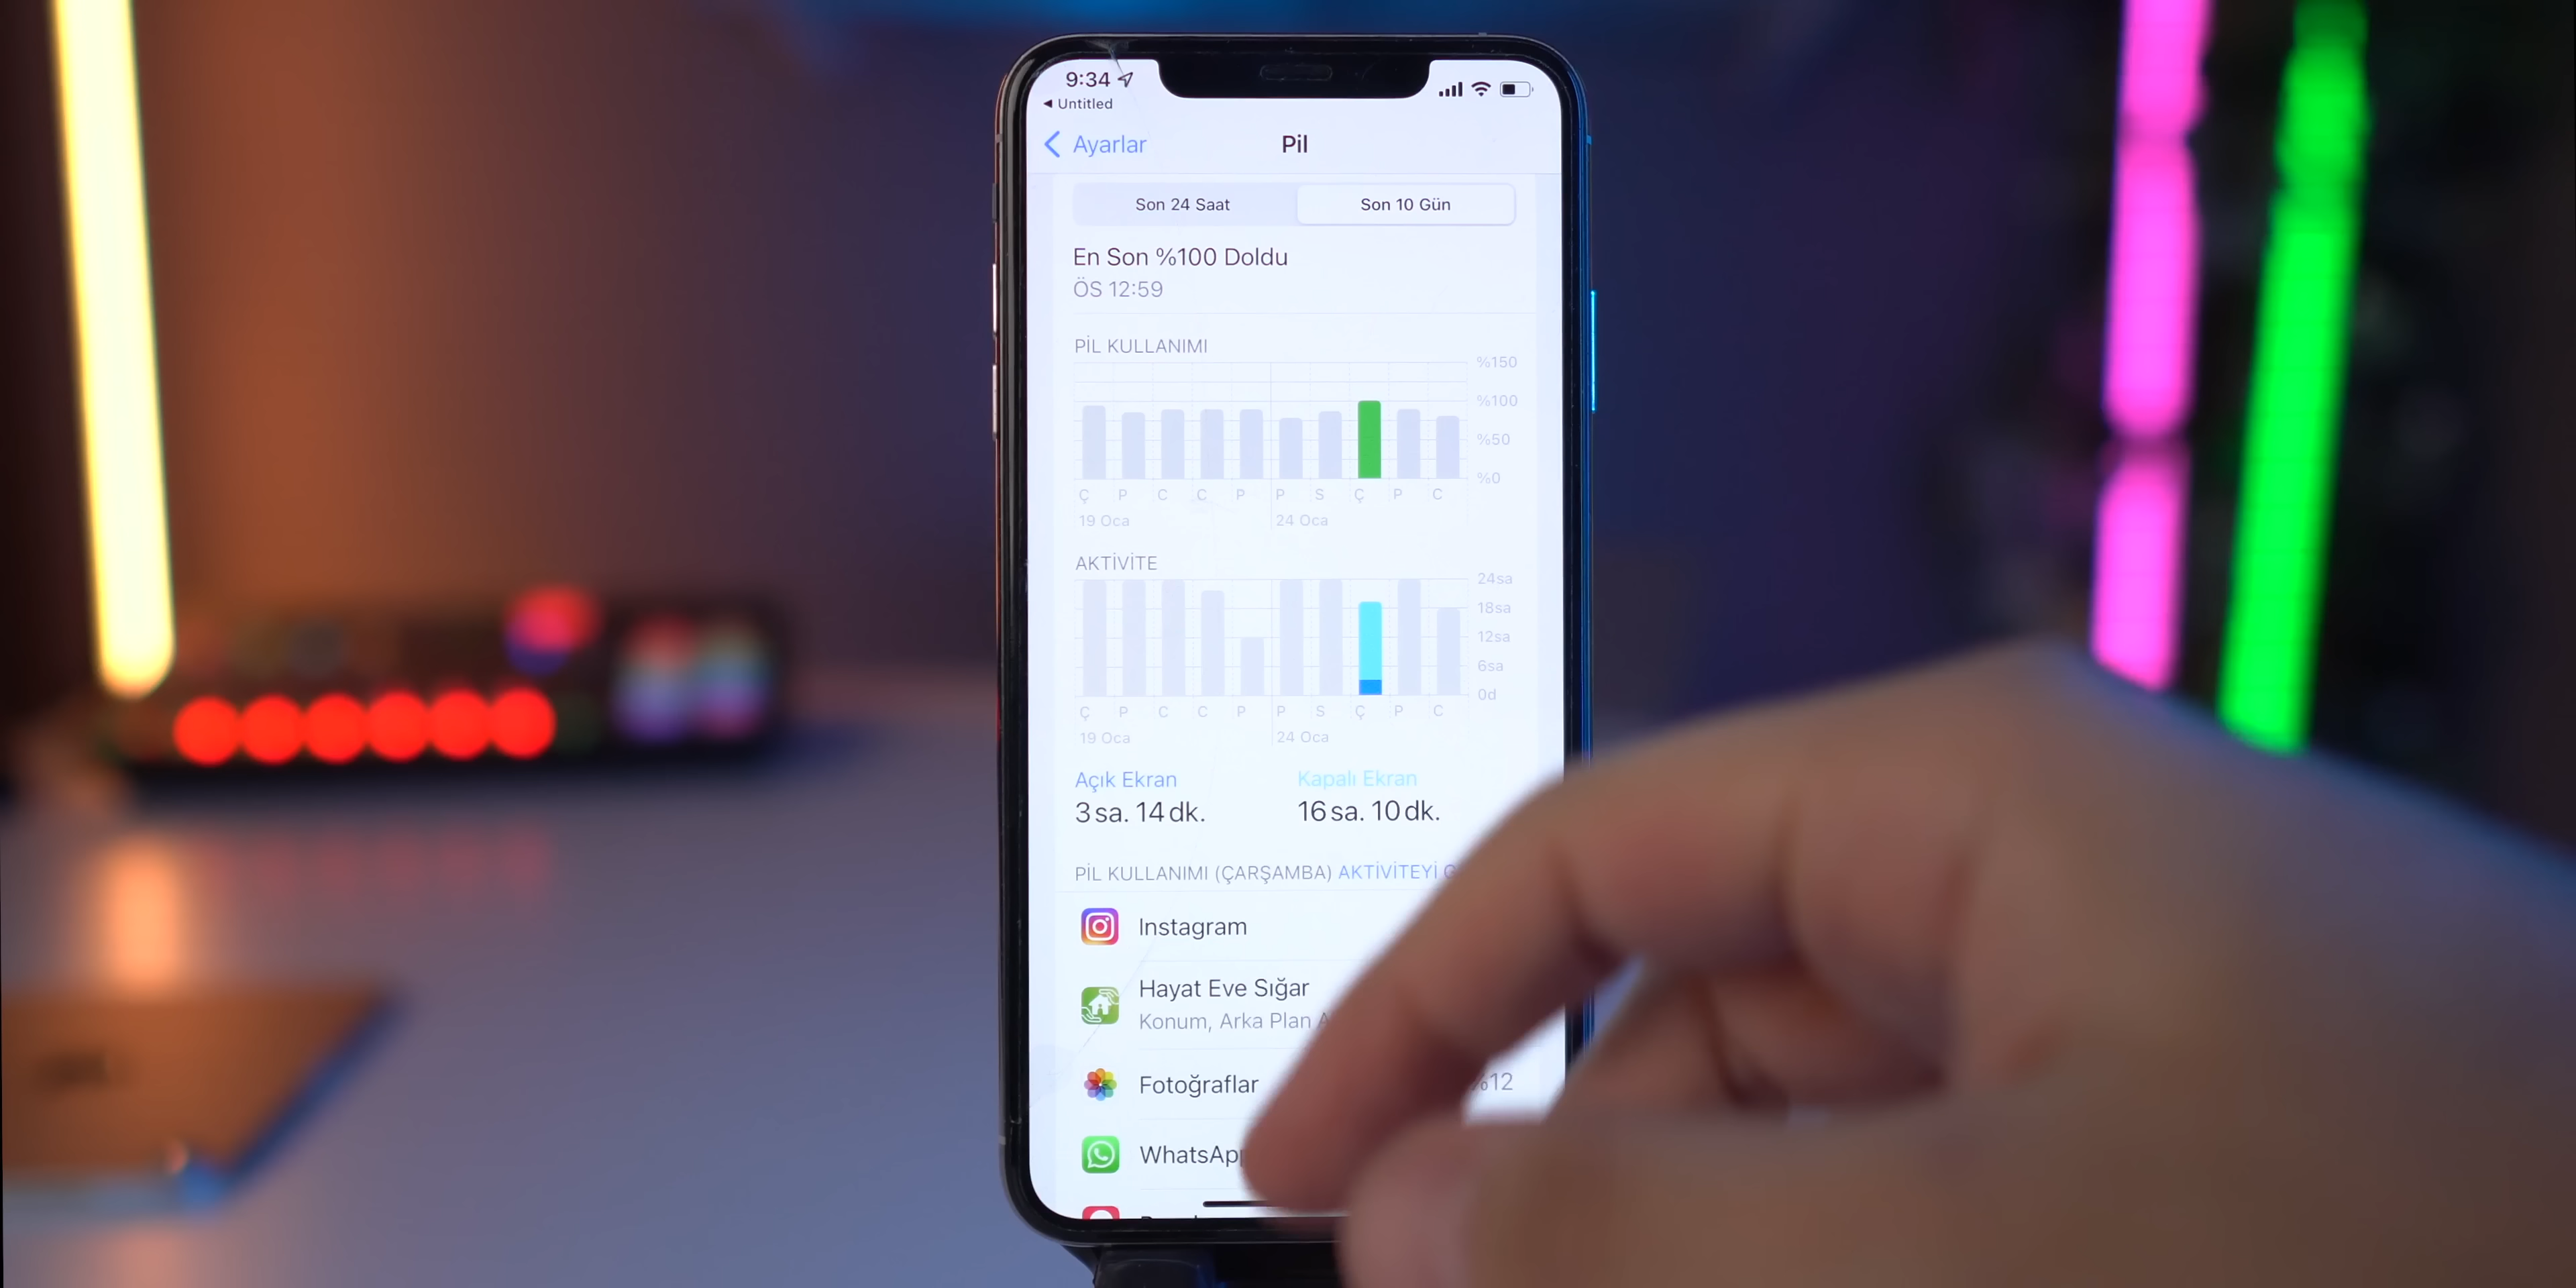 9:34
Untitled
Ayarlar
Pil
Son 24 Saat
Son 10 Gün
En Son %100 Doldu
ÖS 12:59
PİL KULLANIMI
%150
%100
%50
%0
Ç P C C P P S Ç P C
19 Oca 24 Oca
AKTİVİTE
24sa
18sa
12sa
6sa
0d
Ç P C C P P S Ç P C
19 Oca 24 Oca
Açık Ekran
Kapalı Ekran
3 sa. 14 dk.
16 sa. 10 dk.
PİL KULLANIMI (ÇARŞAMBA) AKTİVİTEYİ
Instagram
Hayat Eve Sığar
Konum, Arka Plan
Fotoğraflar
%12
WhatsApp